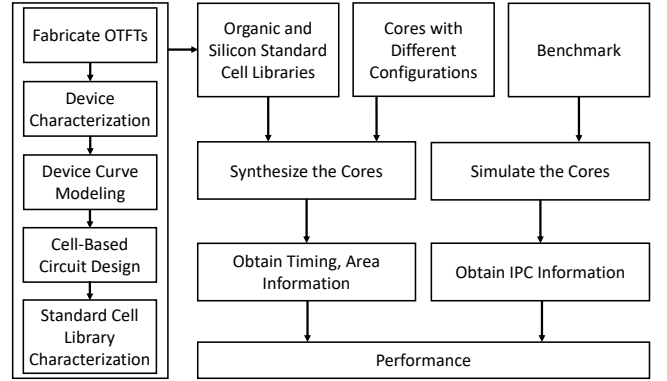 Fabricate OTFTs
Device
Characterization
Device Curve
Modeling
Cell-Based
Circuit Design
Standard Cell
Library
Characterization
Organic and
Silicon Standard
Cell Libraries
Cores with
Different
Configurations
Benchmark
Synthesize the Cores
Simulate the Cores
Obtain Timing, Area
Information
Obtain IPC Information
Performance